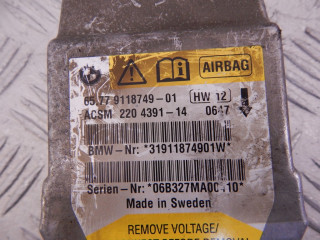 AIRBAG
65.77 9118749-01 HW 12
ACSM 220 4391-14 0647
BMW-Nr: *31911874901W*
Serien-Nr: *06B327MA0
Made in Sweden
REMOVE VOLTAGE/